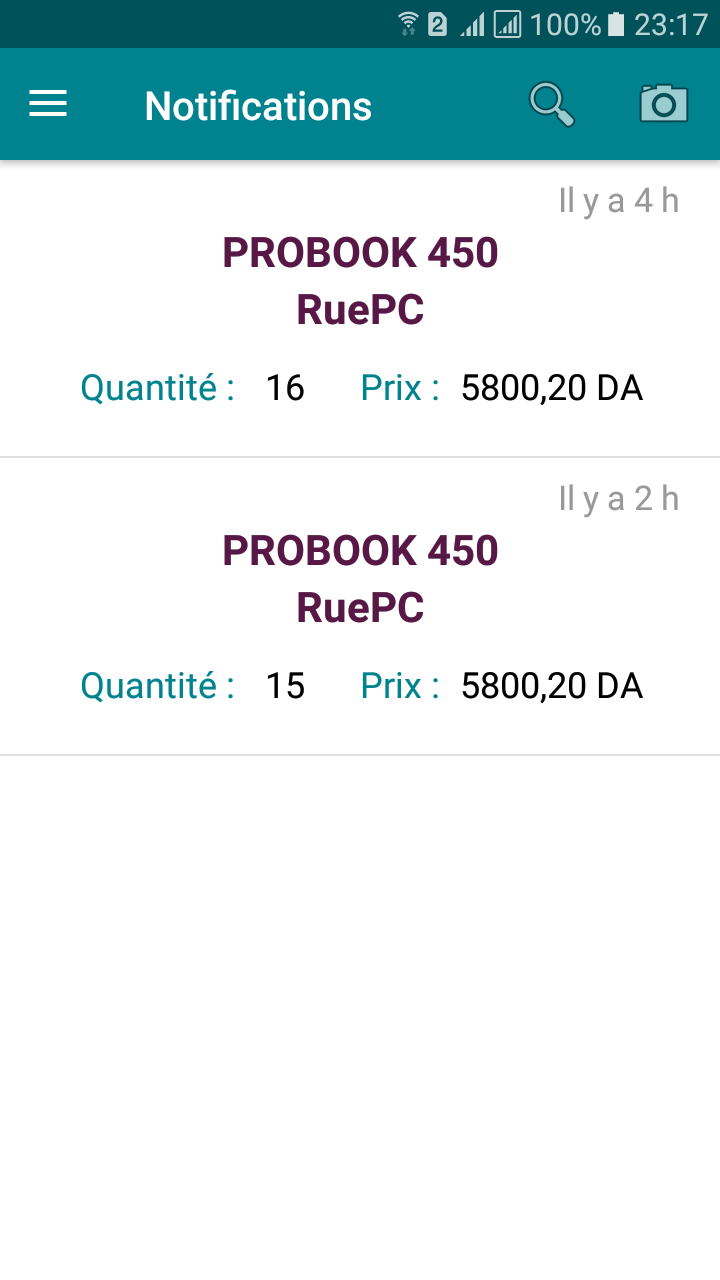 2 100% 23:17
Notifications
Il y a 4 h
PROBOOK 450
RuePC
Quantité : 16 Prix : 5800,20 DA
Il y a 2 h
PROBOOK 450
RuePC
Quantité : 15 Prix : 5800,20 DA